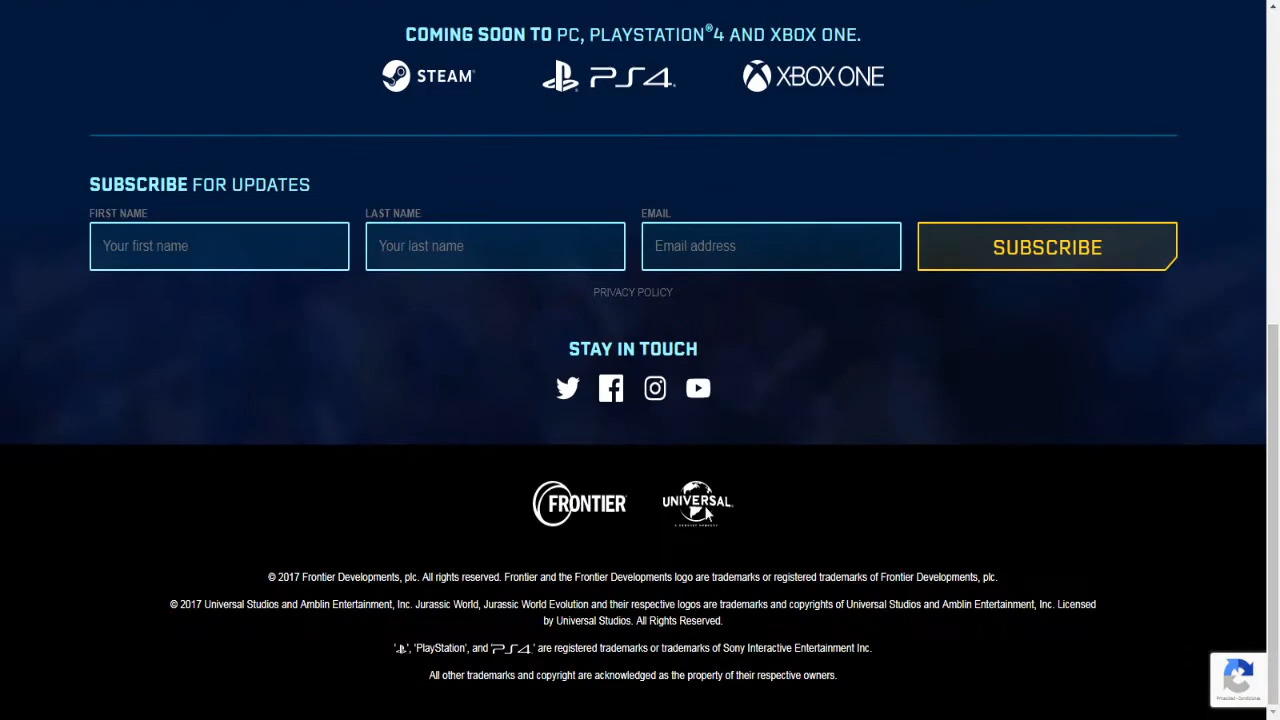 COMING SOON TO PC, PLAYSTATION®4 AND XBOX ONE.
STEAM PS4 XBOX ONE
SUBSCRIBE FOR UPDATES
FIRST NAME LAST NAME EMAIL
Your first name Your last name Email address SUBSCRIBE
PRIVACY POLICY
STAY IN TOUCH
FRONTIER UNIVERSAL
© 2017 Frontier Developments, plc. All rights reserved. Frontier and the Frontier Developments logo are trademarks or registered trademarks of Frontier Developments, plc.
© 2017 Universal Studios and Amblin Entertainment, Inc. Jurassic World, Jurassic World Evolution and their respective logos are trademarks and copyrights of Universal Studios and Amblin Entertainment, Inc. Licensed
by Universal Studios. All Rights Reserved.
'', 'PlayStation', and 'PS4' are registered trademarks or trademarks of Sony Interactive Entertainment Inc.
All other trademarks and copyright are acknowledged as the property of their respective owners.